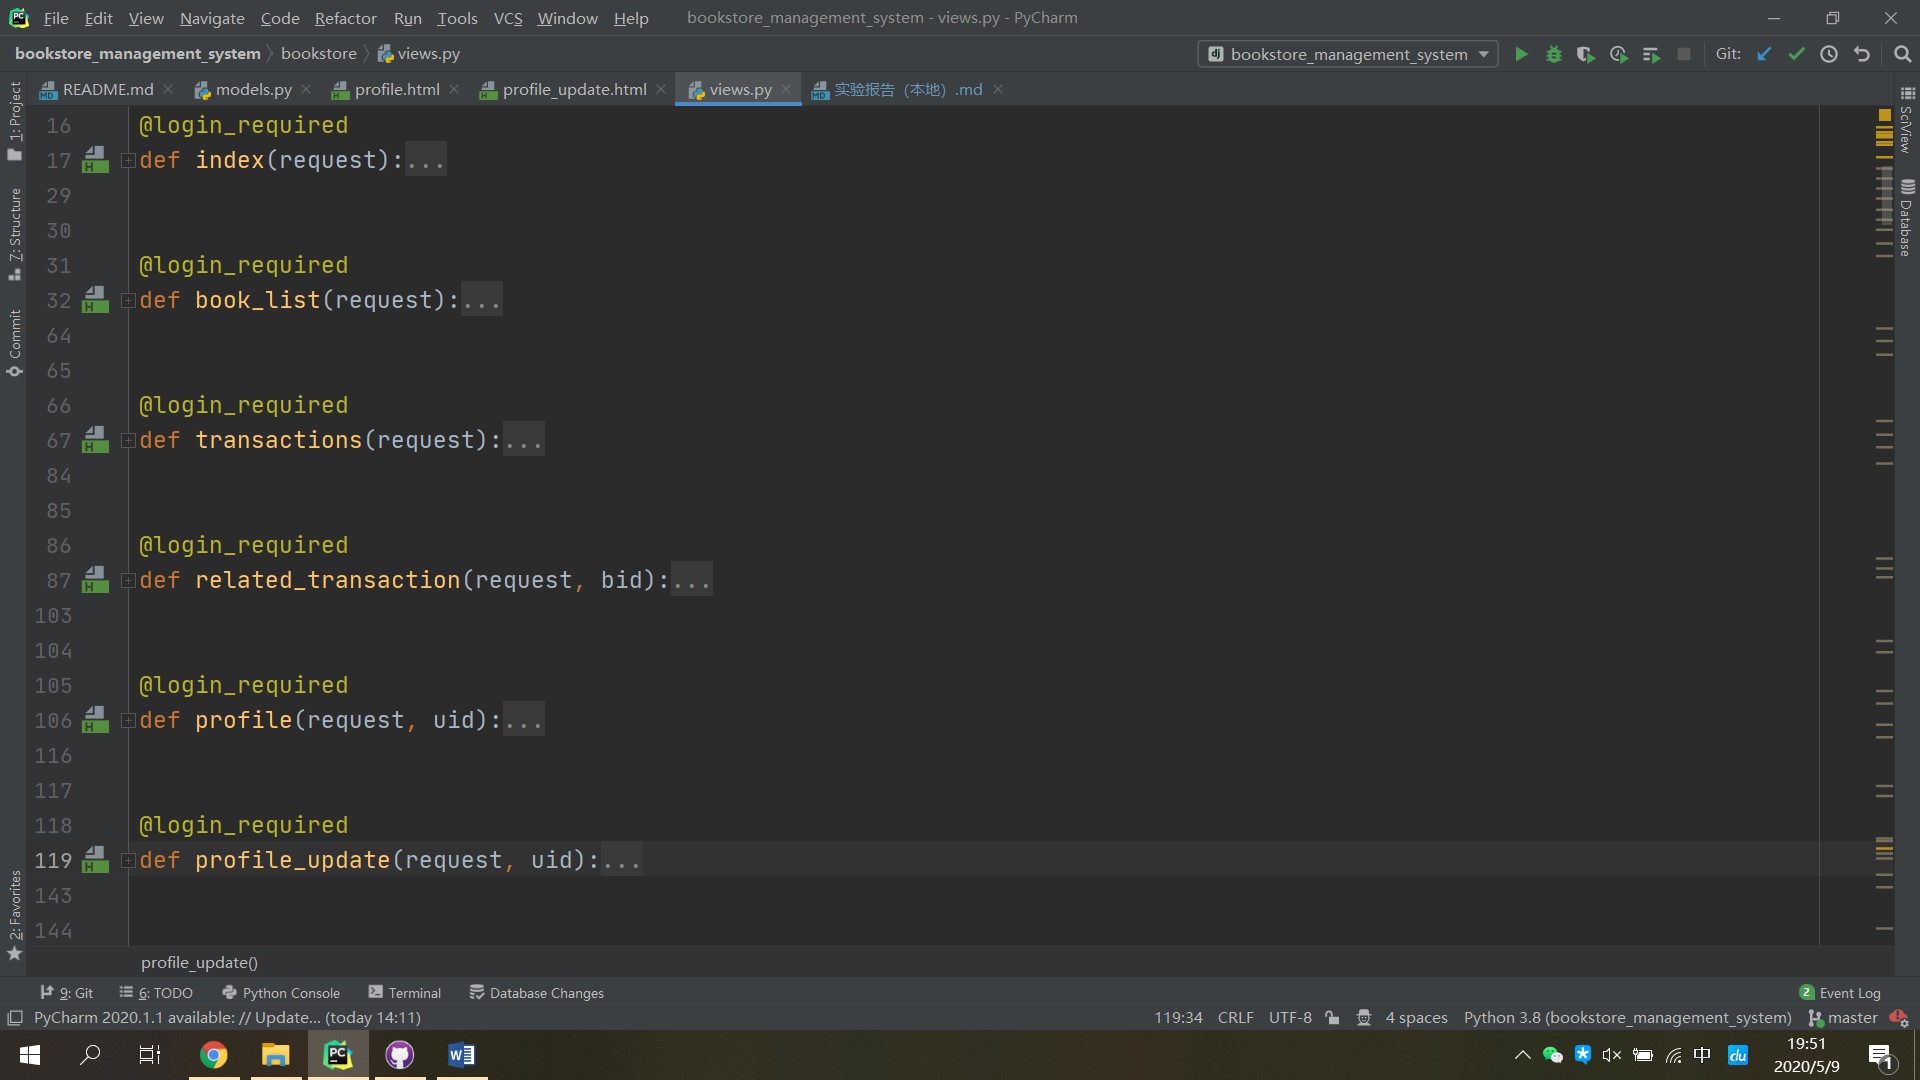 File Edit View Navigate Code Refactor Run Tools VCS Window Help bookstore_management_system - views.py - PyCharm
bookstore_management_system bookstore views.py bookstore_management_system Git:
README.md models.py profile.html profile_update.html views.py 实验报告（本地）.md
1: Project
7: Structure
Commit
2: Favorites
SciView
Database
16 @login_required
17 def index(request):...
29
30
31 @login_required
32 def book_list(request):...
64
65
66 @login_required
67 def transactions(request):...
84
85
86 @login_required
87 def related_transaction(request, bid):...
103
104
105 @login_required
106 def profile(request, uid):...
116
117
118 @login_required
119 def profile_update(request, uid):...
143
144
profile_update()
9: Git 6: TODO Python Console Terminal Database Changes 2 Event Log
PyCharm 2020.1.1 available: // Update... (today 14:11) 119:34 CRLF UTF-8 4 spaces Python 3.8 (bookstore_management_system) master
中 du 19:51
2020/5/9 1